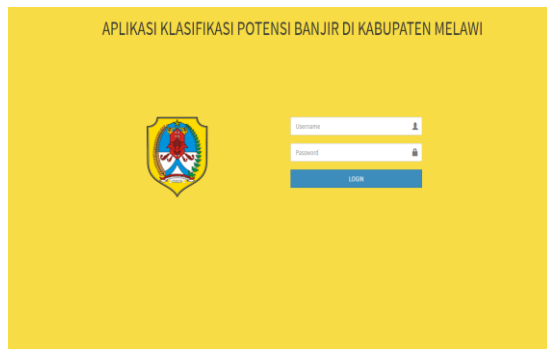 APLIKASI KLASIFIKASI POTENSI BANJIR DI KABUPATEN MELAWI
Username
Password
LOGIN